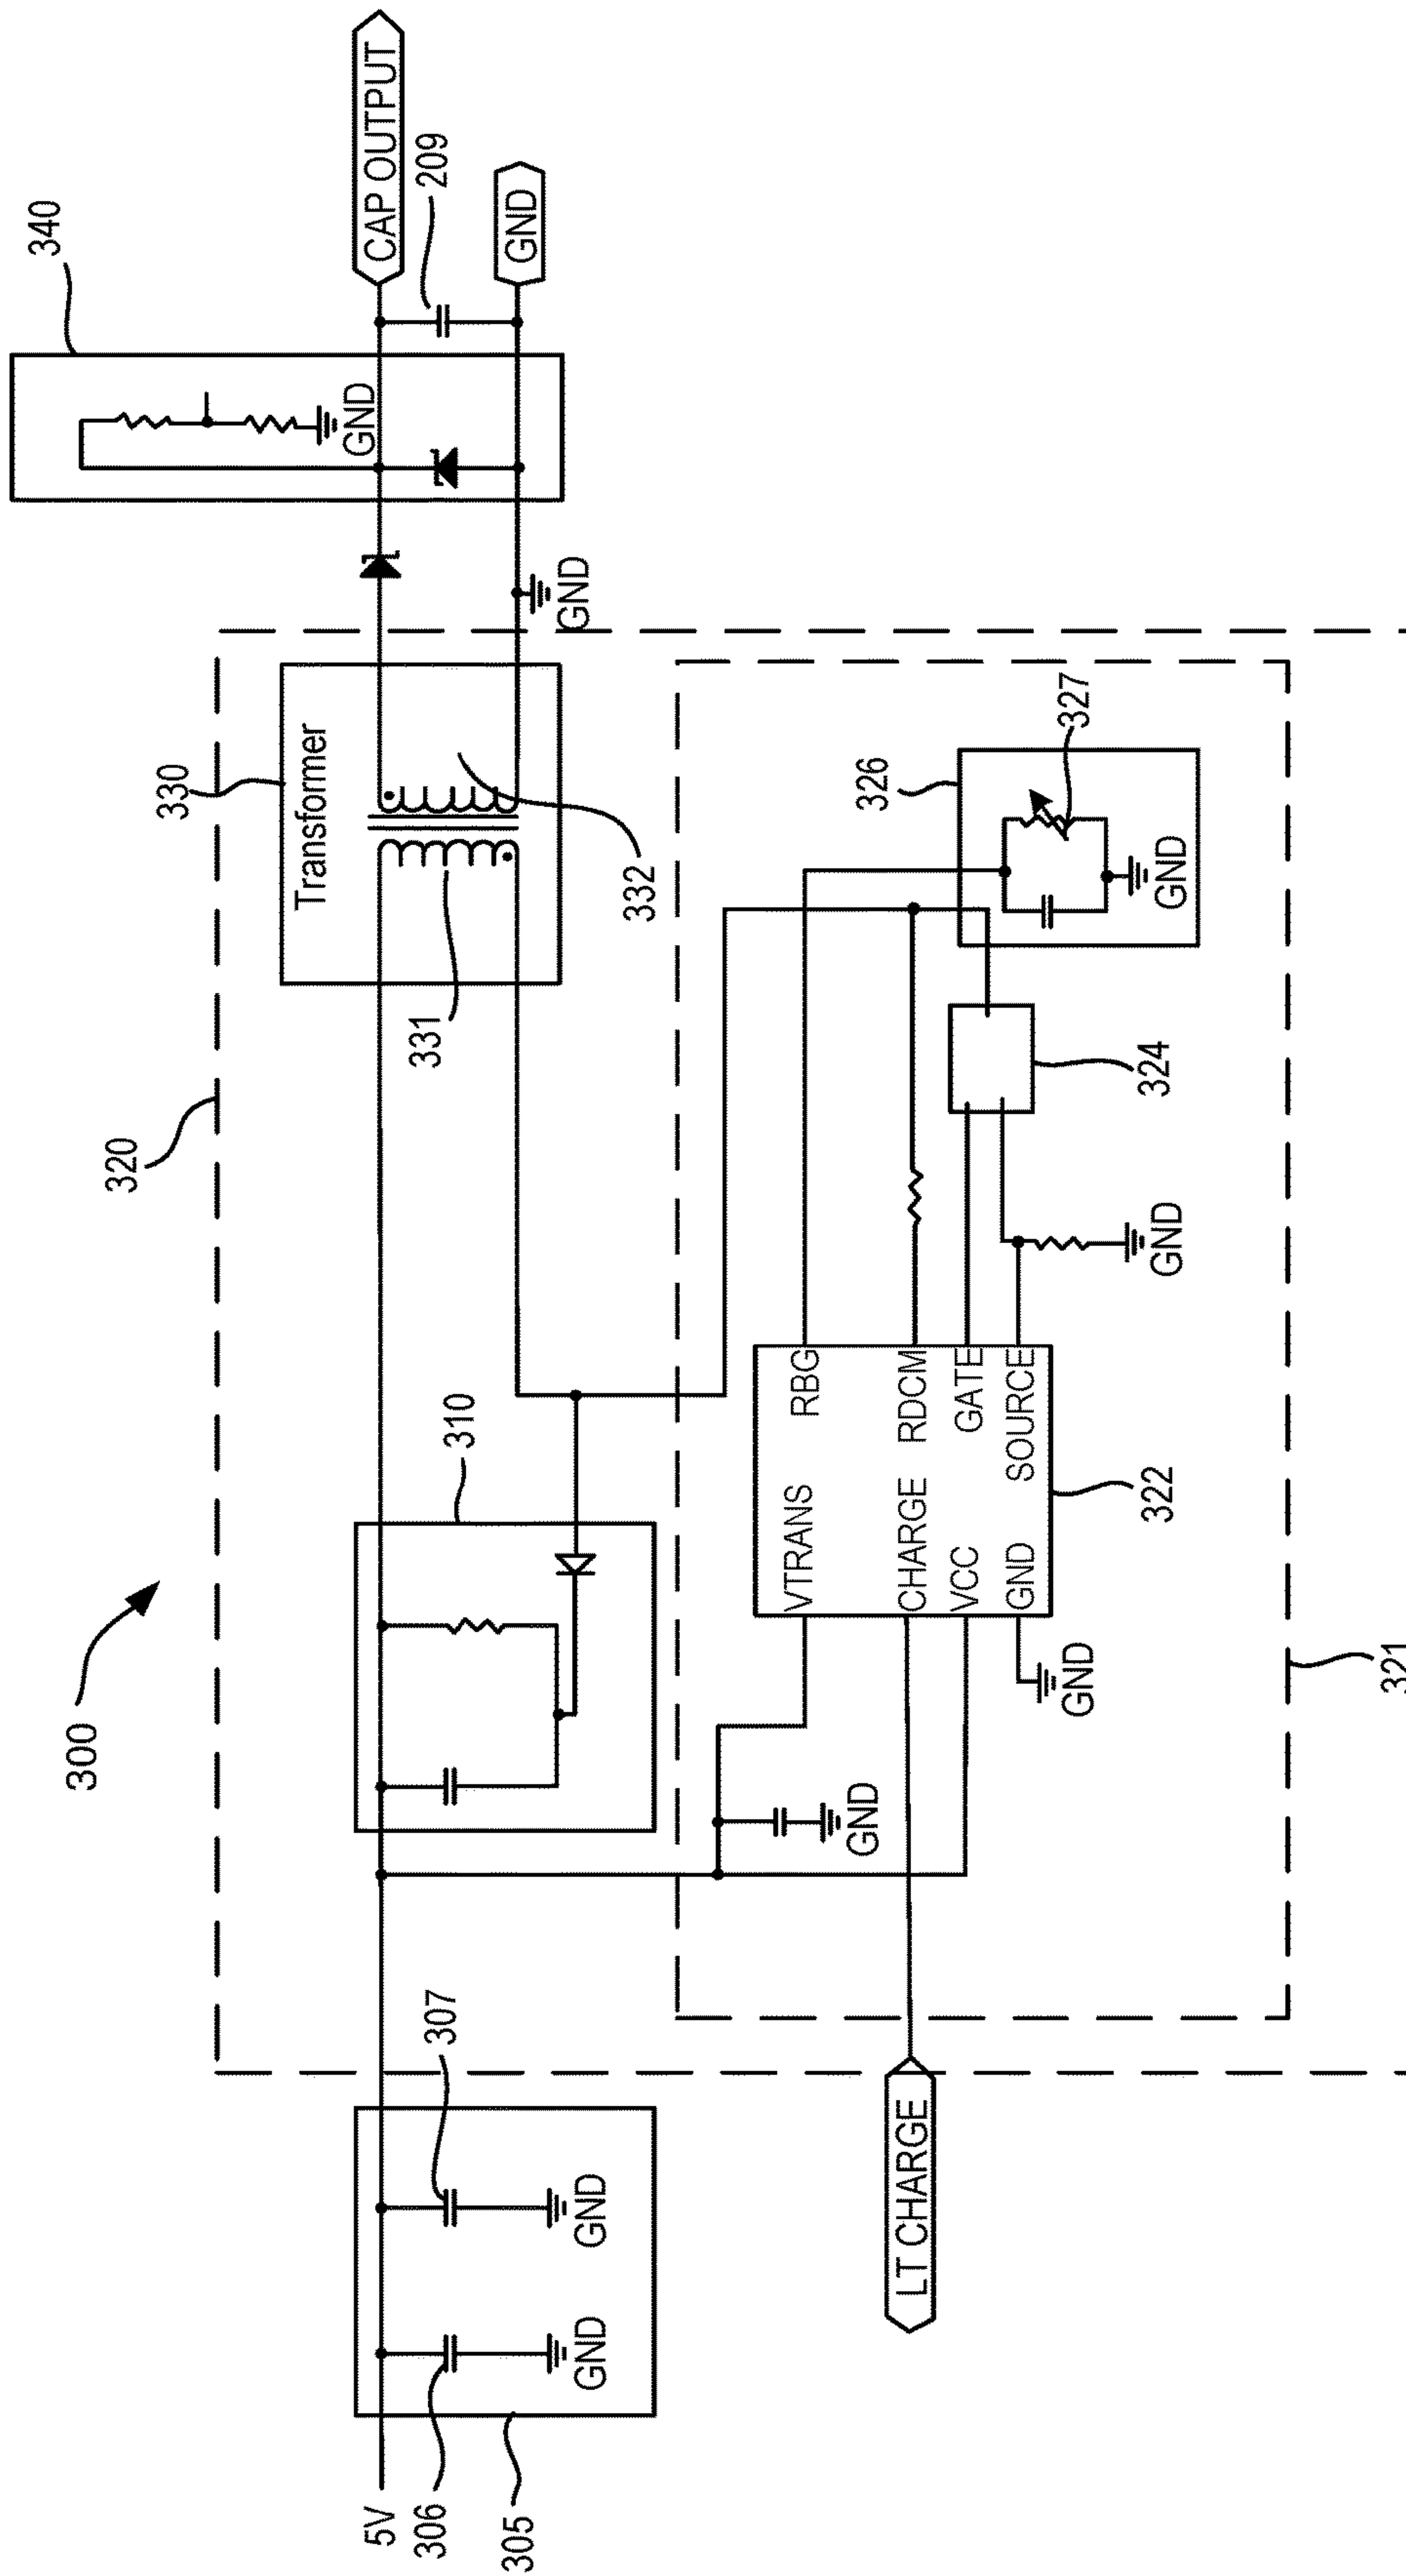 300
340
CAP OUTPUT
209
GND
GND
GND
320
330
Transformer
331
332
310
305
5V
306
307
GND
GND
321
LT CHARGE
GND
GND
322
VTRANS
CHARGE
VCC
GND
RBG
RDCM
GATE
SOURCE
GND
324
326
327
GND